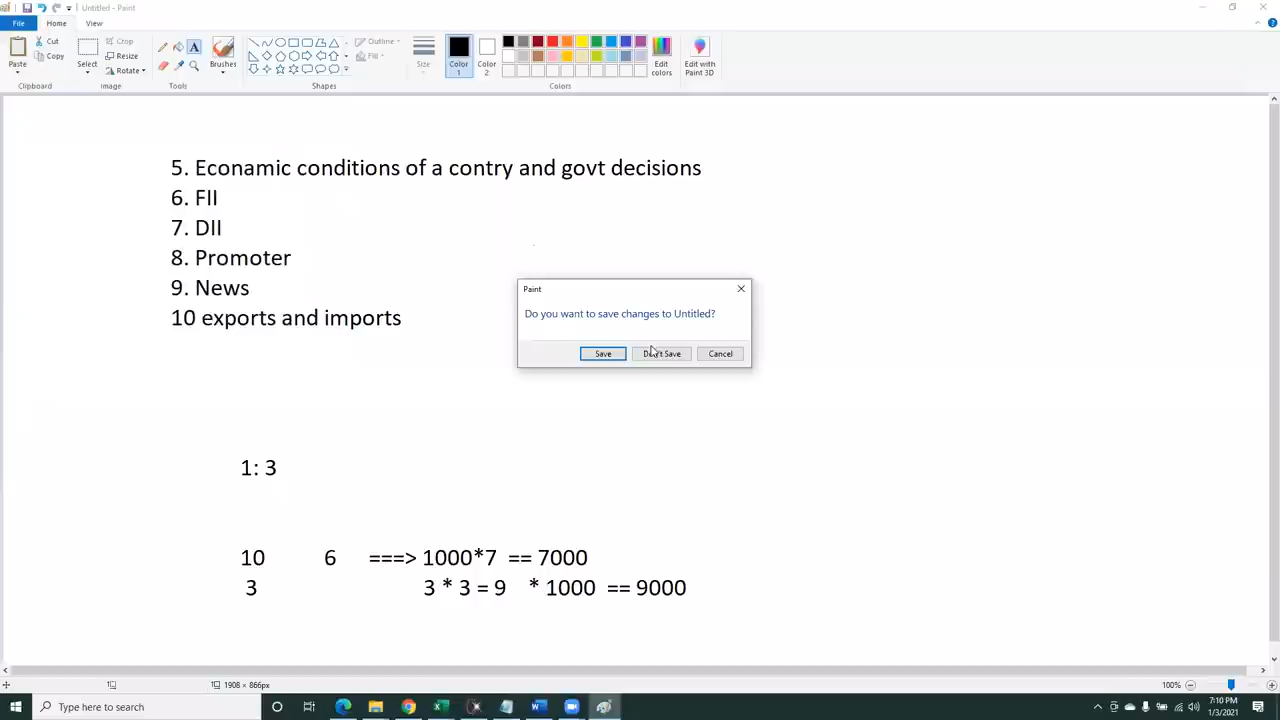 Untitled - Paint
File Home View
Paste
Cut
Copy
Clipboard
Select
Crop
Resize
Rotate
Image
A
Tools
Brushes
Shapes
Outline
Fill
Size
Color 1
Color 2
Edit colors
Edit with Paint 3D
Colors
5. Econamic conditions of a contry and govt decisions
6. FII
7. DII
8. Promoter
9. News
10 exports and imports
Paint
Do you want to save changes to Untitled?
Save Don't Save Cancel
1: 3
10 6 ===> 1000*7 == 7000
3 3 * 3 = 9 * 1000 == 9000
1908 × 866px
100%
Type here to search
7:10 PM
1/3/2021